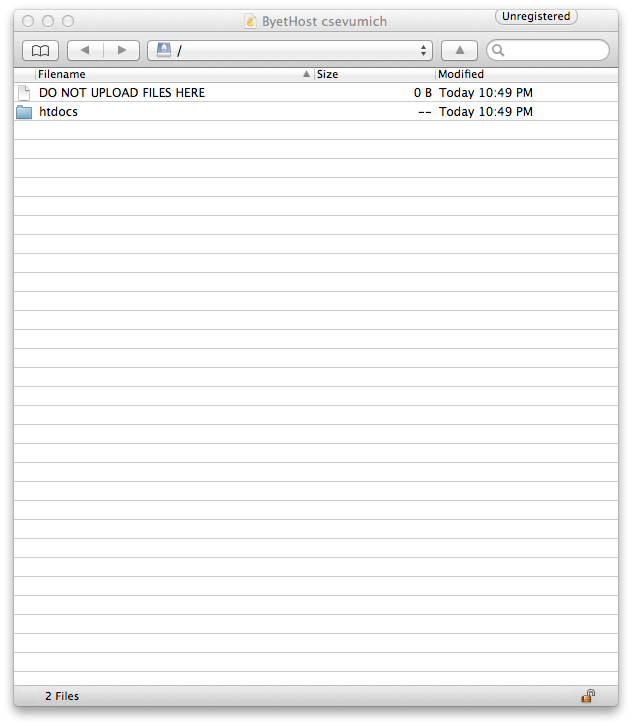 ByetHost csevumich
Unregistered
/
Filename Size Modified
DO NOT UPLOAD FILES HERE 0 B Today 10:49 PM
htdocs -- Today 10:49 PM
2 Files